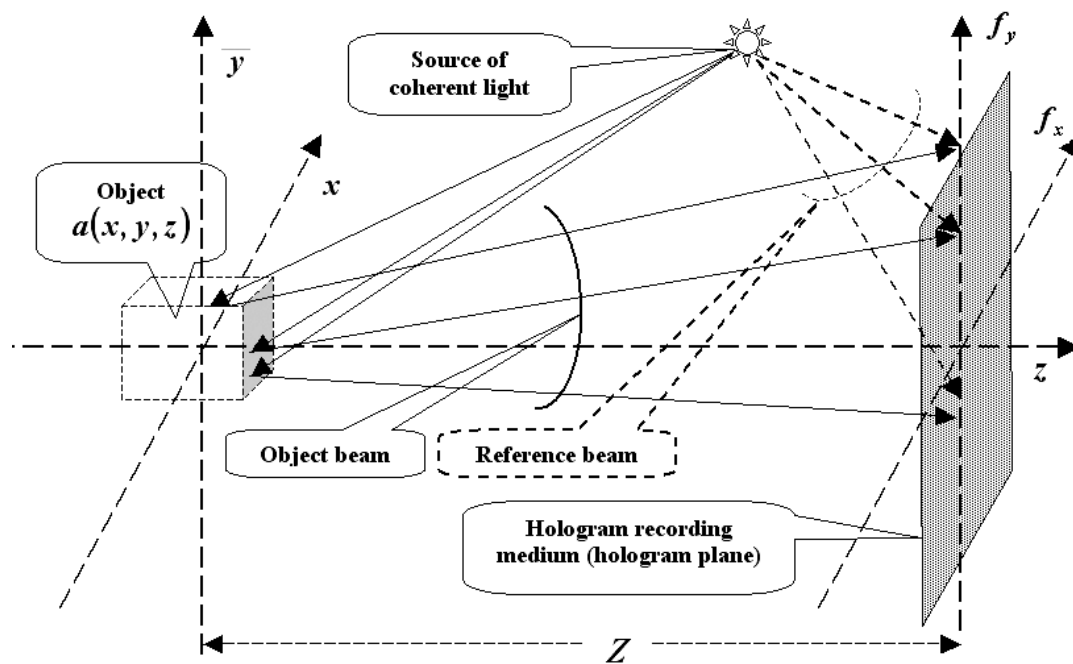 y
f_y
Source of
coherent light
f_x
Object
a(x, y, z)
x
z
Object beam
Reference beam
Hologram recording
medium (hologram plane)
Z